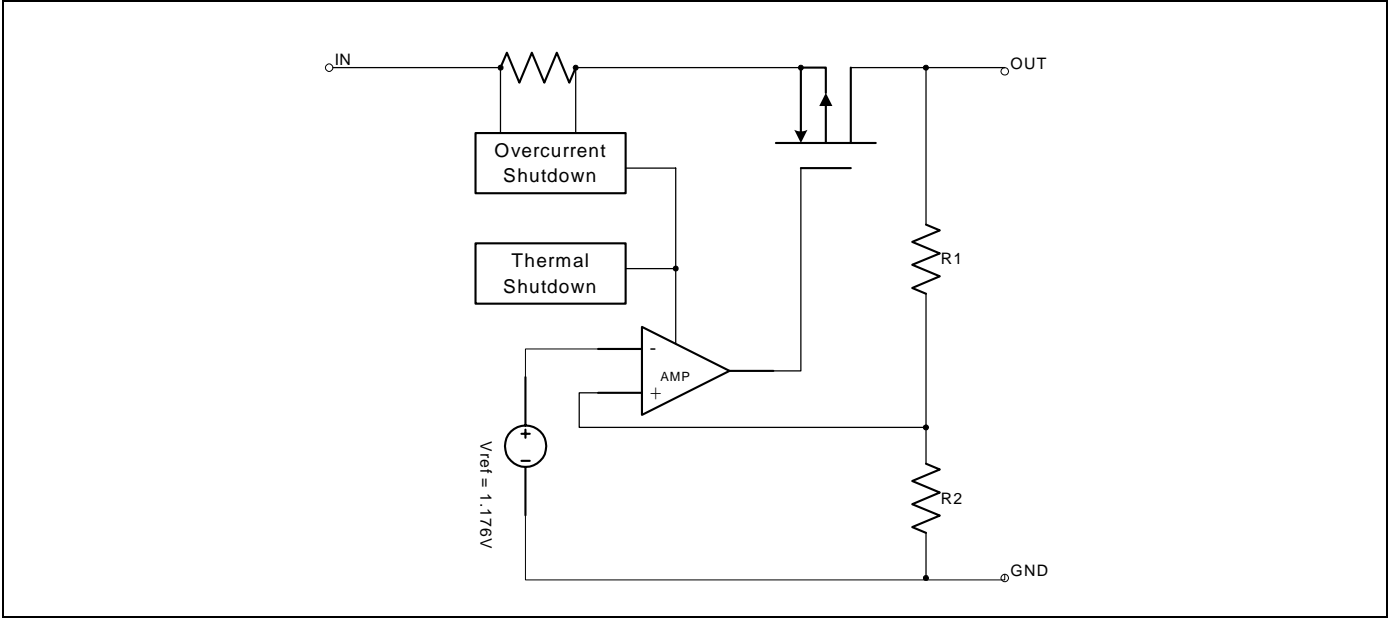 IN
OUT
Overcurrent
Shutdown
Thermal
Shutdown
R1
-
AMP
+
+
−
Vref = 1.176V
R2
GND